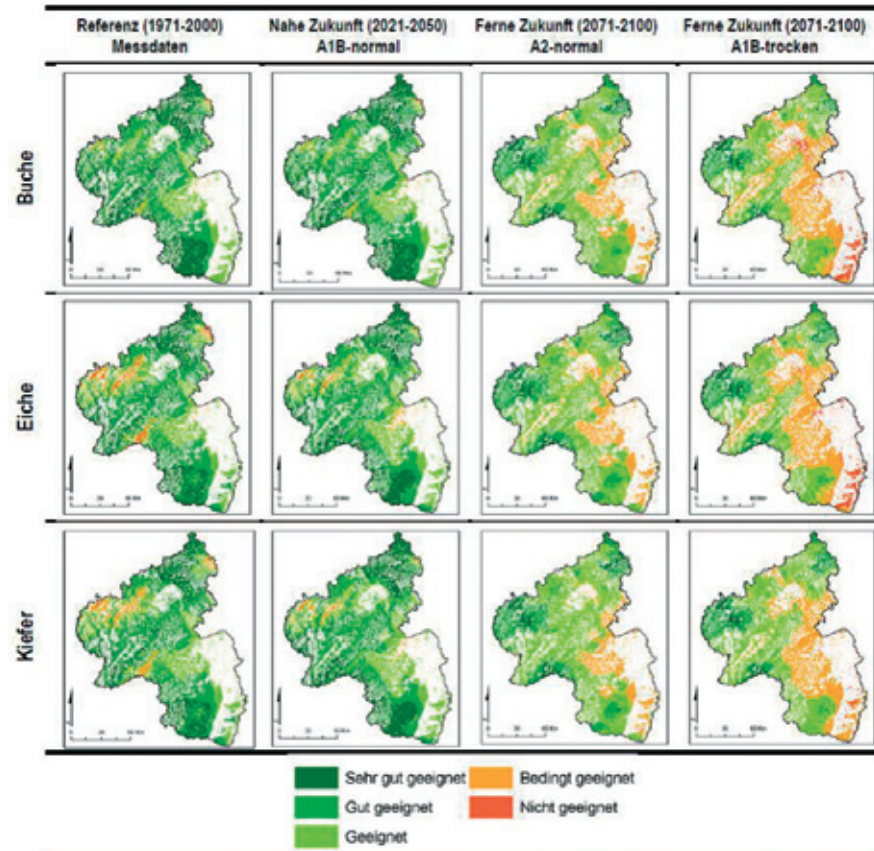 Referenz (1971-2000)
Messdaten
Nahe Zukunft (2021-2050)
A1B-normal
Ferne Zukunft (2071-2100)
A2-normal
Ferne Zukunft (2071-2100)
A1B-trocken
Buche
Eiche
Kiefer
Sehr gut geeignet
Gut geeignet
Geeignet
Bedingt geeignet
Nicht geeignet